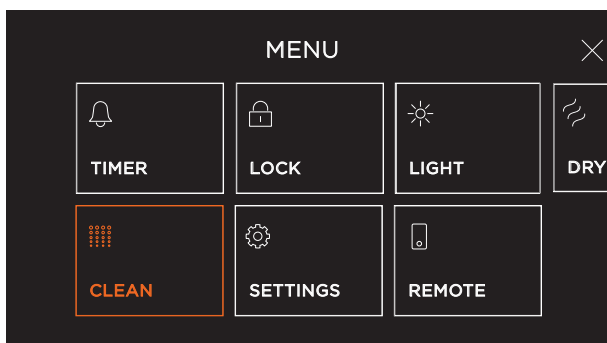 MENU
TIMER
LOCK
LIGHT
DRY
CLEAN
SETTINGS
REMOTE